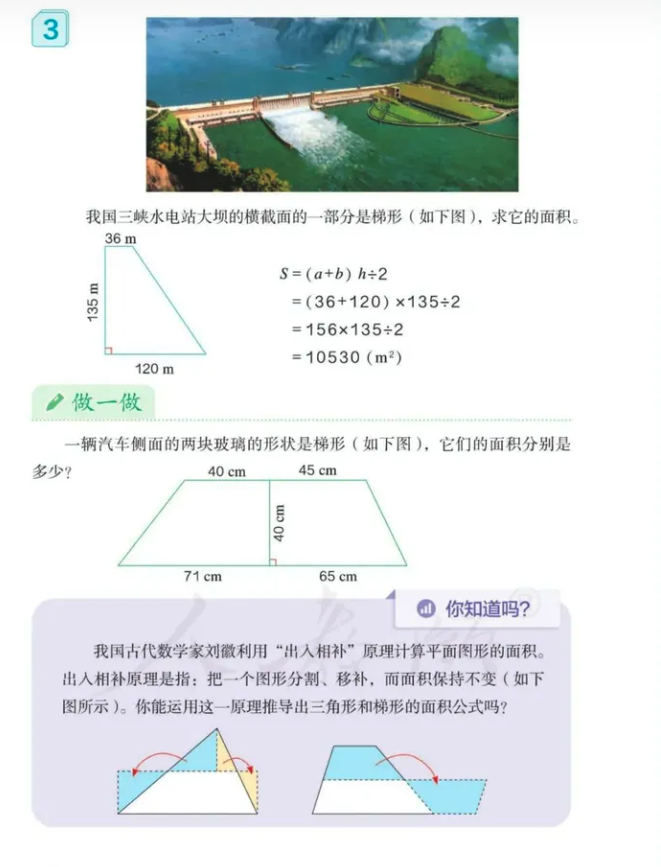 3
我国三峡水电站大坝的横截面的一部分是梯形（如下图），求它的面积。
36 m
135 m
120 m
S=(a+b) h÷2
=(36+120) ×135÷2
=156×135÷2
=10530 (m²)
做一做
一辆汽车侧面的两块玻璃的形状是梯形（如下图），它们的面积分别是
多少？
40 cm 45 cm
40 cm
71 cm 65 cm
你知道吗？
我国古代数学家刘徽利用“出入相补”原理计算平面图形的面积。
出入相补原理是指：把一个图形分割、移补，而面积保持不变（如下
图所示）。你能运用这一原理推导出三角形和梯形的面积公式吗？